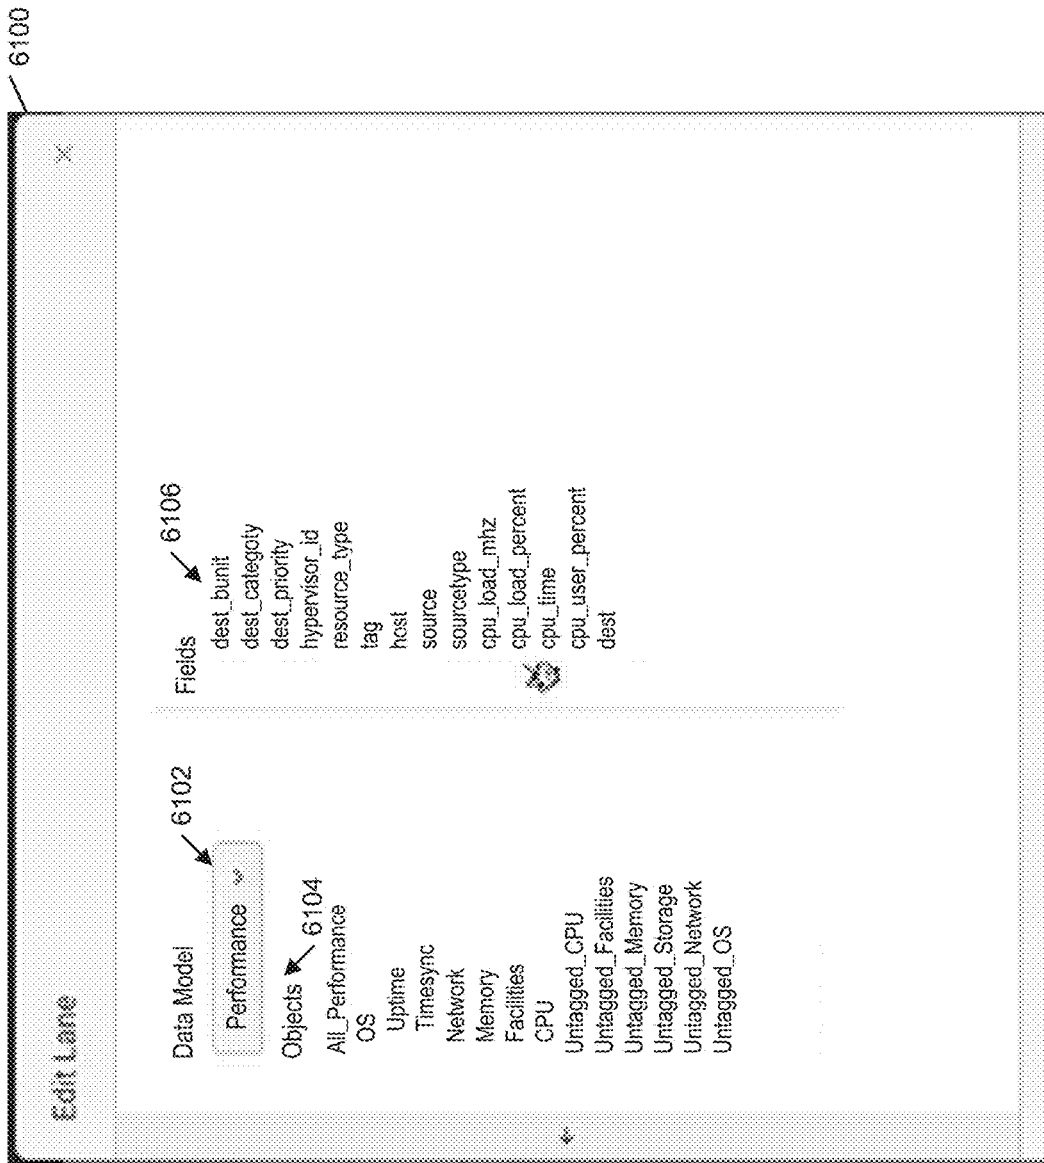 6100
Edit Lane
×
Data Model
6102
Performance
Objects
6104
All_Performance
OS
Uptime
Timesync
Network
Memory
Facilities
CPU
Untagged_CPU
Untagged_Facilities
Untagged_Memory
Untagged_Storage
Untagged_Network
Untagged_OS
Fields
6106
dest_bunit
dest_categoty
dest_priority
hypervisor_id
resource_type
tag
host
source
sourcetype
cpu_load_mhz
cpu_load_percent
cpu_time
cpu_user_percent
dest